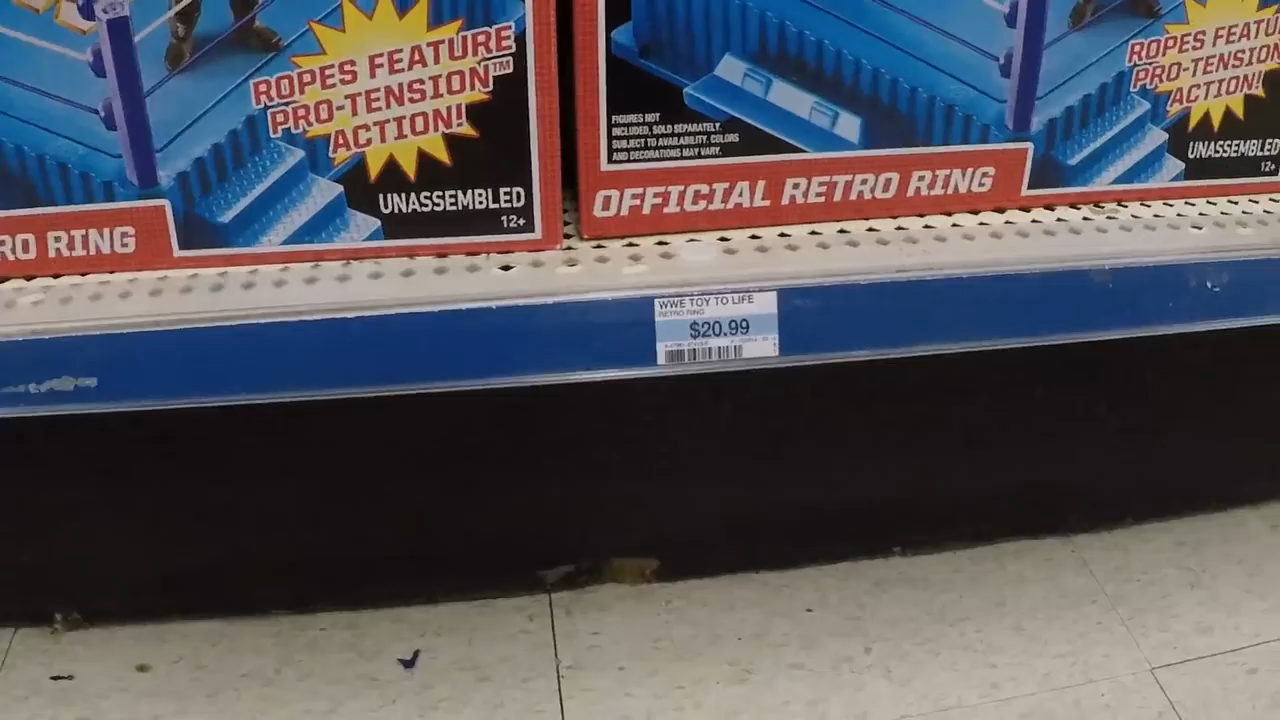 ROPES FEATURE
PRO-TENSION™
ACTION!
UNASSEMBLED
12+
RO RING
FIGURES NOT
INCLUDED, SOLD SEPARATELY.
SUBJECT TO AVAILABILITY. COLORS
AND DECORATIONS MAY VARY.
OFFICIAL RETRO RING
ROPES FEATU
PRO-TENSION
ACTION!
UNASSEMBLED
12+
WWE TOY TO LIFE
RETRO RING
$20.99